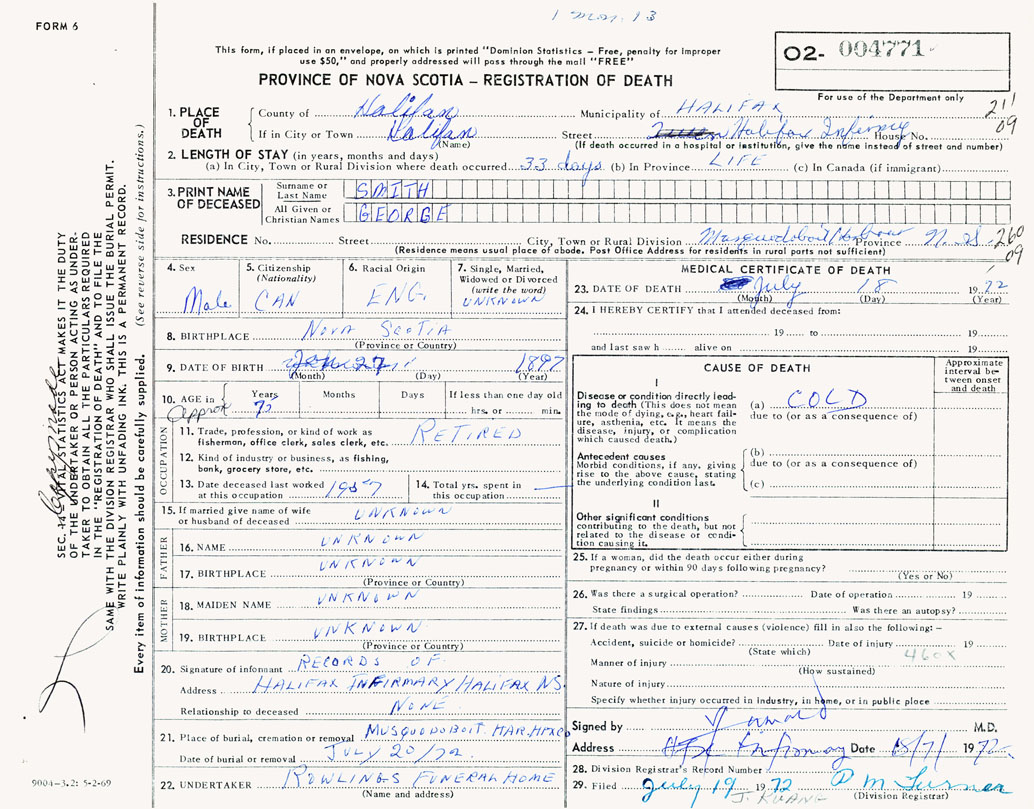 FORM 6
1 mon. 13
This form, if placed in an envelope, on which is printed "Dominion Statistics – Free, penalty for improper
use $50," and properly addressed will pass through the mail "FREE"
PROVINCE OF NOVA SCOTIA – REGISTRATION OF DEATH
O2- 004771
For use of the Department only
211
09
1. PLACE OF DEATH
County of Halifax Municipality of HALIFAX
If in City or Town Halifax Street Halifax Infirmry House No.
(Name) (If death occurred in a hospital or institution, give the name instead of street and number)
2. LENGTH OF STAY (in years, months and days)
(a) In City, Town or Rural Division where death occurred 33 days (b) In Province LIFE (c) In Canada (if immigrant)
3. PRINT NAME OF DECEASED
Surname or Last Name SMITH
All Given or Christian Names GEORGE
RESIDENCE No. Street City, Town or Rural Division Musquodoboit Harbour Province N.S.
260
09
(Residence means usual place of abode. Post Office Address for residents in rural parts not sufficient)
4. Sex
Male
5. Citizenship
(Nationality)
CAN
6. Racial Origin
ENG.
7. Single, Married,
Widowed or Divorced
(write the word)
UNKNOWN
8. BIRTHPLACE NOVA SCOTIA
(Province or Country)
9. DATE OF BIRTH Jan 27 1897
(Month) (Day) (Year)
10. AGE in Years Months Days If less than one day old
Approx 75 hrs. or min.
OCCUPATION
11. Trade, profession, or kind of work as
fisherman, office clerk, sales clerk, etc. RETIRED
12. Kind of industry or business, as fishing,
bank, grocery store, etc.
13. Date deceased last worked
at this occupation 1957
14. Total yrs. spent in
this occupation
15. If married give name of wife
or husband of deceased UNKNOWN
FATHER
16. NAME UNKNOWN
17. BIRTHPLACE UNKNOWN
(Province or Country)
MOTHER
18. MAIDEN NAME UNKNOWN
19. BIRTHPLACE UNKNOWN
(Province or Country)
20. Signature of informant RECORDS OF
Address HALIFAX INFIRMARY HALIFAX NS.
Relationship to deceased NONE
21. Place of burial, cremation or removal MUSQUODOBOIT. HAR. HFXCO
Date of burial or removal JULY 20/72
22. UNDERTAKER ROWLINGS FUNERAL HOME
(Name and address)
MEDICAL CERTIFICATE OF DEATH
23. DATE OF DEATH July 18 1972
(Month) (Day) (Year)
24. I HEREBY CERTIFY that I attended deceased from:
19 to 19
and last saw h alive on 19
CAUSE OF DEATH
Approximate
interval be-
tween onset
and death
I
Disease or condition directly lead-
ing to death (This does not mean
the mode of dying, e.g., heart fail-
ure, asthenia, etc. It means the
disease, injury, or complication
which caused death.)
(a) COLD
due to (or as a consequence of)
Antecedent causes
Morbid conditions, if any, giving
rise to the above cause, stating
the underlying condition last.
(b)
due to (or as a consequence of)
(c)
II
Other significant conditions
contributing to the death, but not
related to the disease or condi-
tion causing it.
25. If a woman, did the death occur either during
pregnancy or within 90 days following pregnancy?
(Yes or No)
26. Was there a surgical operation? Date of operation 19
State findings Was there an autopsy?
27. If death was due to external causes (violence) fill in also the following: –
Accident, suicide or homicide? Date of injury 19
(State which) 460X
Manner of injury
(How sustained)
Nature of injury
Specify whether injury occurred in industry, in home, or in public place
Signed by M.D.
Address Hfx Infirmary Date 18/7/ 1972
28. Division Registrar's Record Number
29. Filed July 19 1972 P M Turner
J. RUANG (Division Registrar)
SEC. 14 VITAL STATISTICS ACT MAKES IT THE DUTY
OF THE UNDERTAKER OR PERSON ACTING AS UNDER-
TAKER TO OBTAIN ALL THE PARTICULARS REQUIRED
IN THE "REGISTRATION OF DEATH" AND TO FILE THE
SAME WITH THE DIVISION REGISTRAR WHO SHALL ISSUE THE BURIAL PERMIT.
WRITE PLAINLY WITH UNFADING INK. THIS IS A PERMANENT RECORD.
Every item of information should be carefully supplied. (See reverse side for instructions.)
9004-3.2: 5-2-69